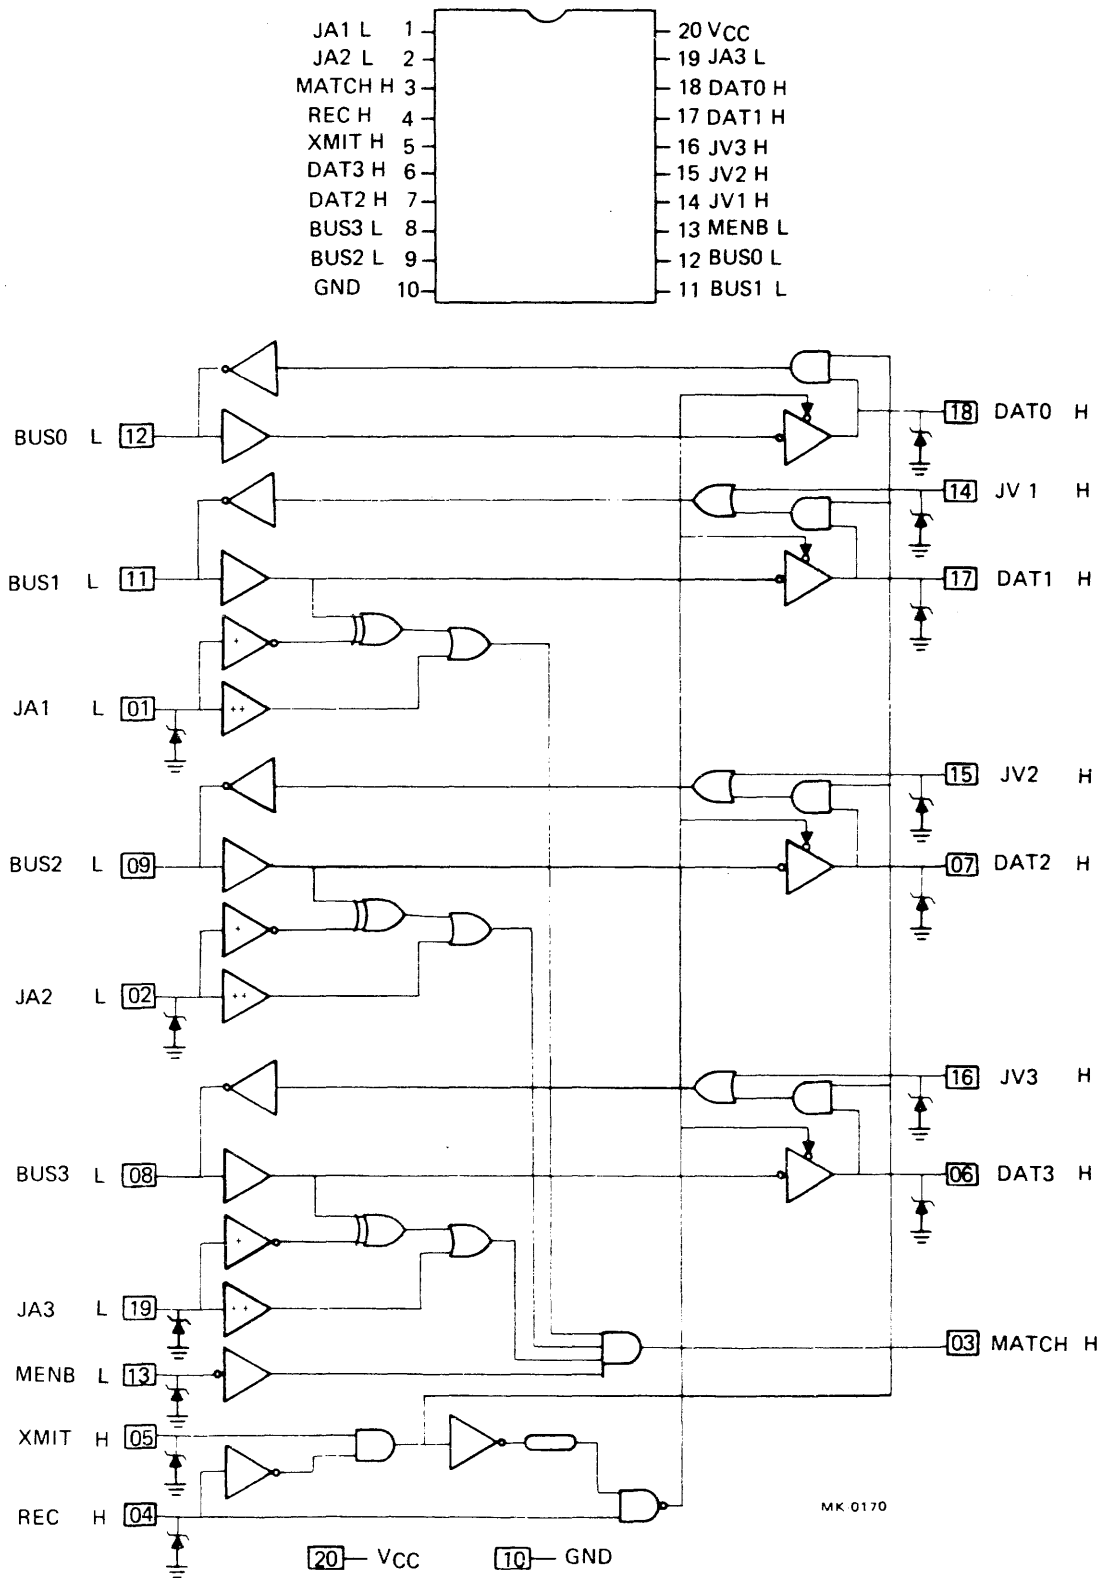 JA1 L 1
20 VCC
JA2 L 2
19 JA3 L
MATCH H 3
18 DAT0 H
REC H 4
17 DAT1 H
XMIT H 5
16 JV3 H
DAT3 H 6
15 JV2 H
DAT2 H 7
14 JV1 H
BUS3 L 8
13 MENB L
BUS2 L 9
12 BUS0 L
GND 10
11 BUS1 L
BUS0 L 12
18 DAT0 H
14 JV 1 H
BUS1 L 11
17 DAT1 H
+
JA1 L 01
++
15 JV2 H
BUS2 L 09
07 DAT2 H
+
JA2 L 02
++
16 JV3 H
BUS3 L 08
06 DAT3 H
+
JA3 L 19
++
03 MATCH H
MENB L 13
XMIT H 05
REC H 04
MK 0170
20 VCC
10 GND